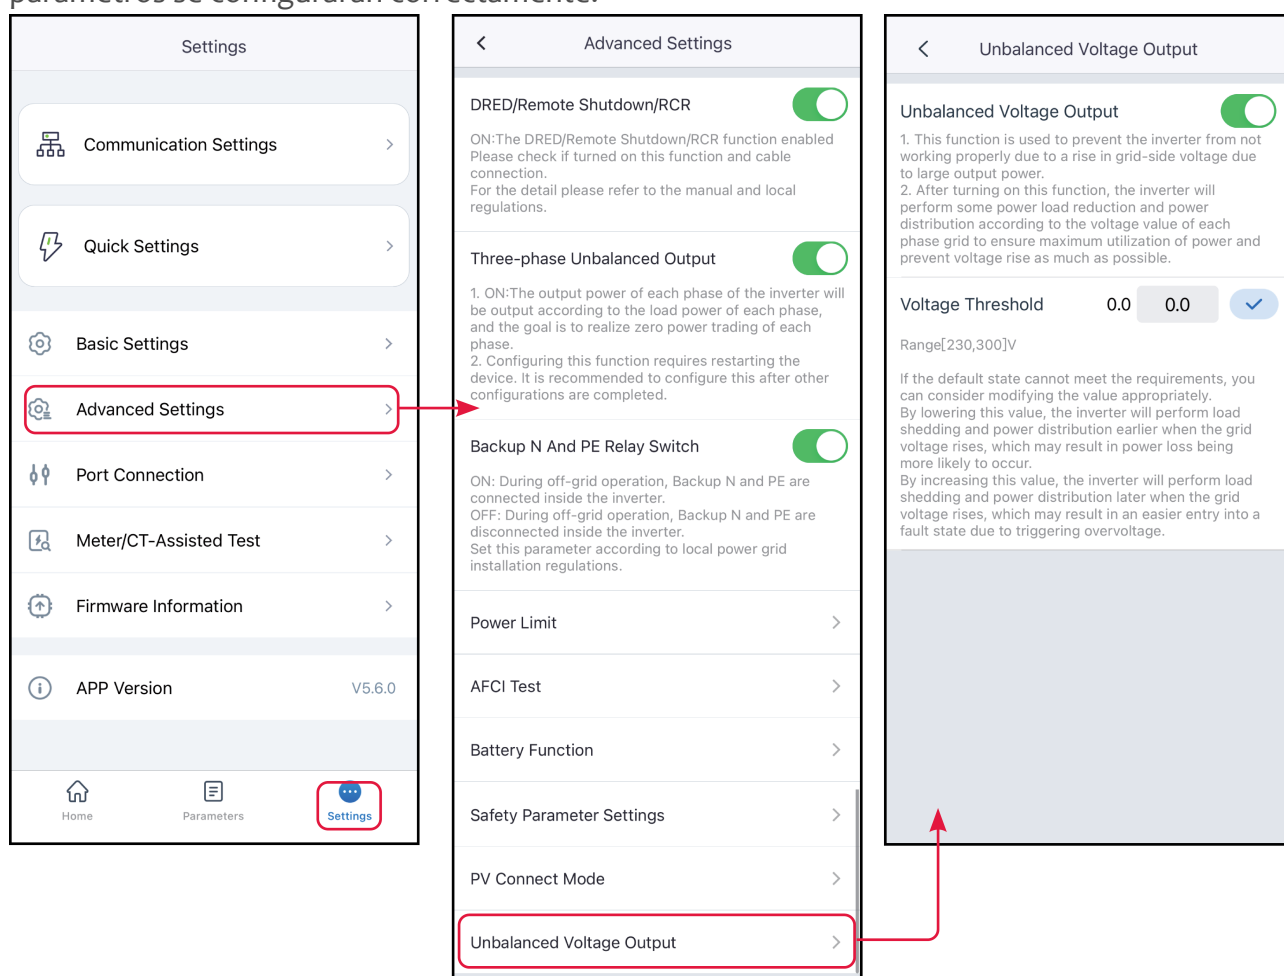 parámetros se configurarán correctamente.
Settings
Communication Settings
Quick Settings
Basic Settings
Advanced Settings
Port Connection
Meter/CT-Assisted Test
Firmware Information
APP Version V5.6.0
Home Parameters Settings
Advanced Settings
DRED/Remote Shutdown/RCR
ON:The DRED/Remote Shutdown/RCR function enabled
Please check if turned on this function and cable
connection.
For the detail please refer to the manual and local
regulations.
Three-phase Unbalanced Output
1. ON:The output power of each phase of the inverter will
be output according to the load power of each phase,
and the goal is to realize zero power trading of each
phase.
2. Configuring this function requires restarting the
device. It is recommended to configure this after other
configurations are completed.
Backup N And PE Relay Switch
ON: During off-grid operation, Backup N and PE are
connected inside the inverter.
OFF: During off-grid operation, Backup N and PE are
disconnected inside the inverter.
Set this parameter according to local power grid
installation regulations.
Power Limit
AFCI Test
Battery Function
Safety Parameter Settings
PV Connect Mode
Unbalanced Voltage Output
Unbalanced Voltage Output
Unbalanced Voltage Output
1. This function is used to prevent the inverter from not
working properly due to a rise in grid-side voltage due
to large output power.
2. After turning on this function, the inverter will
perform some power load reduction and power
distribution according to the voltage value of each
phase grid to ensure maximum utilization of power and
prevent voltage rise as much as possible.
Voltage Threshold 0.0 0.0
Range[230,300]V
If the default state cannot meet the requirements, you
can consider modifying the value appropriately.
By lowering this value, the inverter will perform load
shedding and power distribution earlier when the grid
voltage rises, which may result in power loss being
more likely to occur.
By increasing this value, the inverter will perform load
shedding and power distribution later when the grid
voltage rises, which may result in an easier entry into a
fault state due to triggering overvoltage.